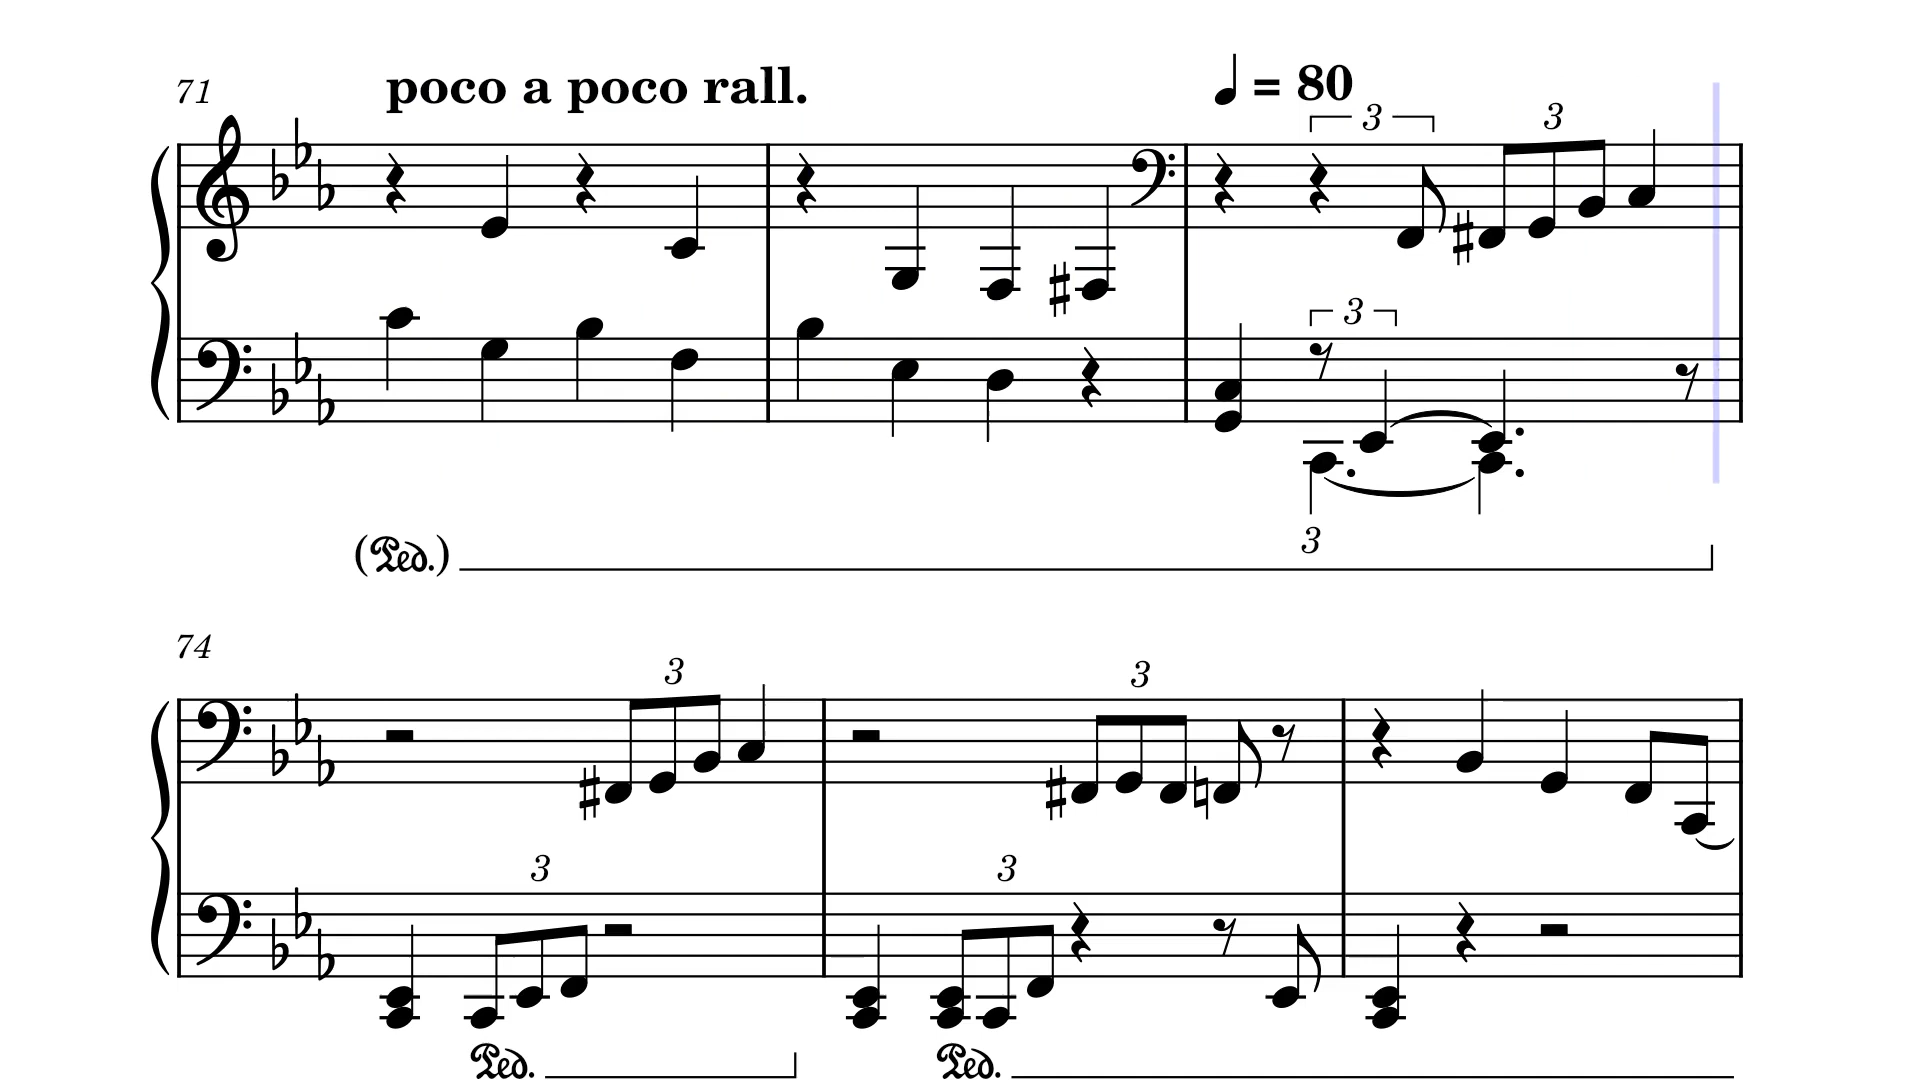 71 poco a poco rall. = 80
3 3
3
3
(Ped.)
74
3 3
3 3
Ped. Ped.